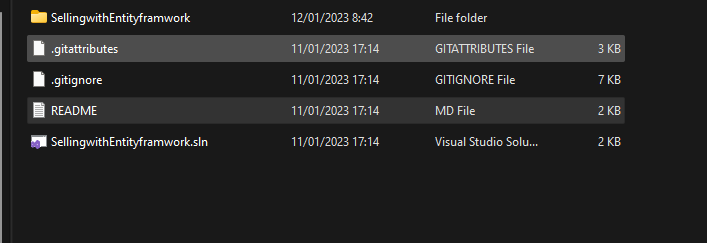 SellingwithEntityframwork 12/01/2023 8:42 File folder
.gitattributes 11/01/2023 17:14 GITATTRIBUTES File 3 KB
.gitignore 11/01/2023 17:14 GITIGNORE File 7 KB
README 11/01/2023 17:14 MD File 2 KB
SellingwithEntityframwork.sln 11/01/2023 17:14 Visual Studio Solu... 2 KB